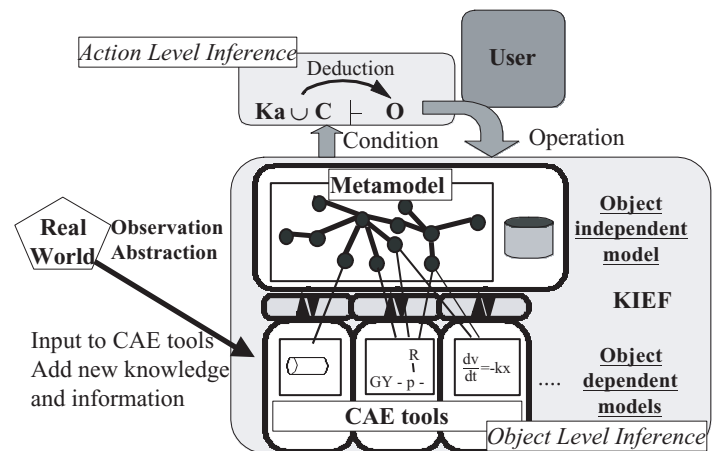 Action Level Inference
User
Deduction
Ka ∪ C ⊢ O
Condition
Operation
Metamodel
Real
World
Observation
Abstraction
Object
independent
model
KIEF
Input to CAE tools
Add new knowledge
and information
R
GY - p -
dv
dt =-kx
....
Object
dependent
models
CAE tools
Object Level Inference